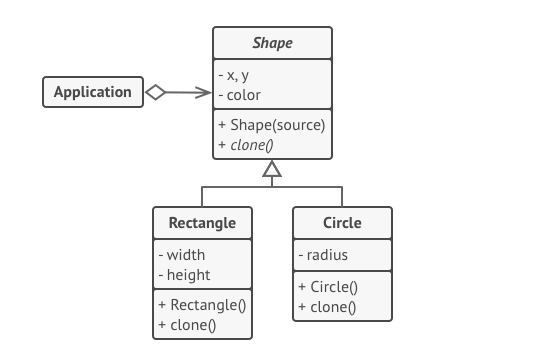 Shape
- x, y
- color
+ Shape(source)
+ clone()
Application
Rectangle
- width
- height
+ Rectangle()
+ clone()
Circle
- radius
+ Circle()
+ clone()